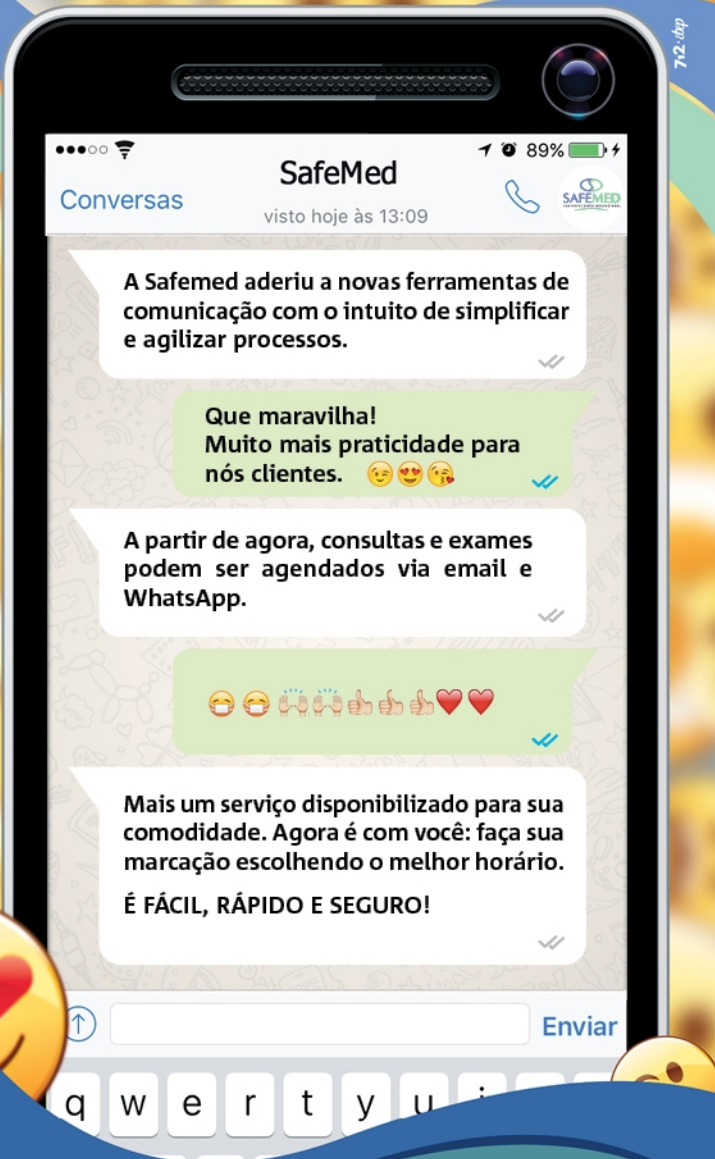 7•2•dxp
89%
SafeMed
Conversas
visto hoje às 13:09
SAFEMED
A Safemed aderiu a novas ferramentas de
comunicação com o intuito de simplificar
e agilizar processos.
Que maravilha!
Muito mais praticidade para
nós clientes. 😉😍😘
A partir de agora, consultas e exames
podem ser agendados via email e
WhatsApp.
😷😷🙌🙌👍👍👍❤️❤️
Mais um serviço disponibilizado para sua
comodidade. Agora é com você: faça sua
marcação escolhendo o melhor horário.
É FÁCIL, RÁPIDO E SEGURO!
Enviar
q w e r t y u i